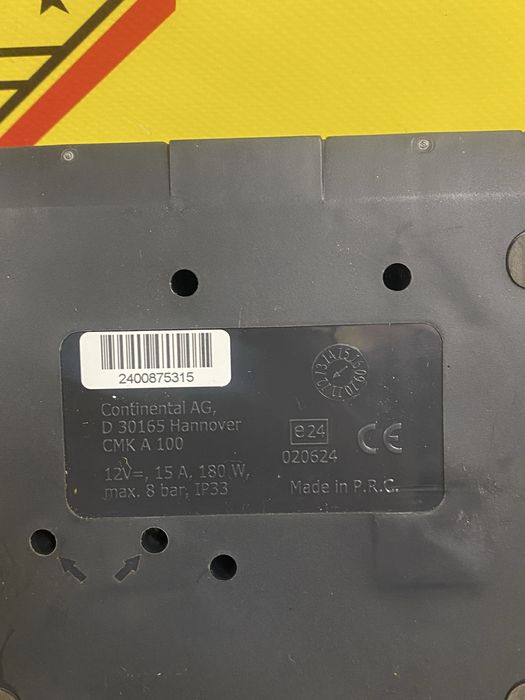 2400875315
Continental AG,
D 30165 Hannover
CMK A 100
12V=, 15 A, 180 W,
max. 8 bar, IP33
e24
020624
CE
Made in P.R.C.